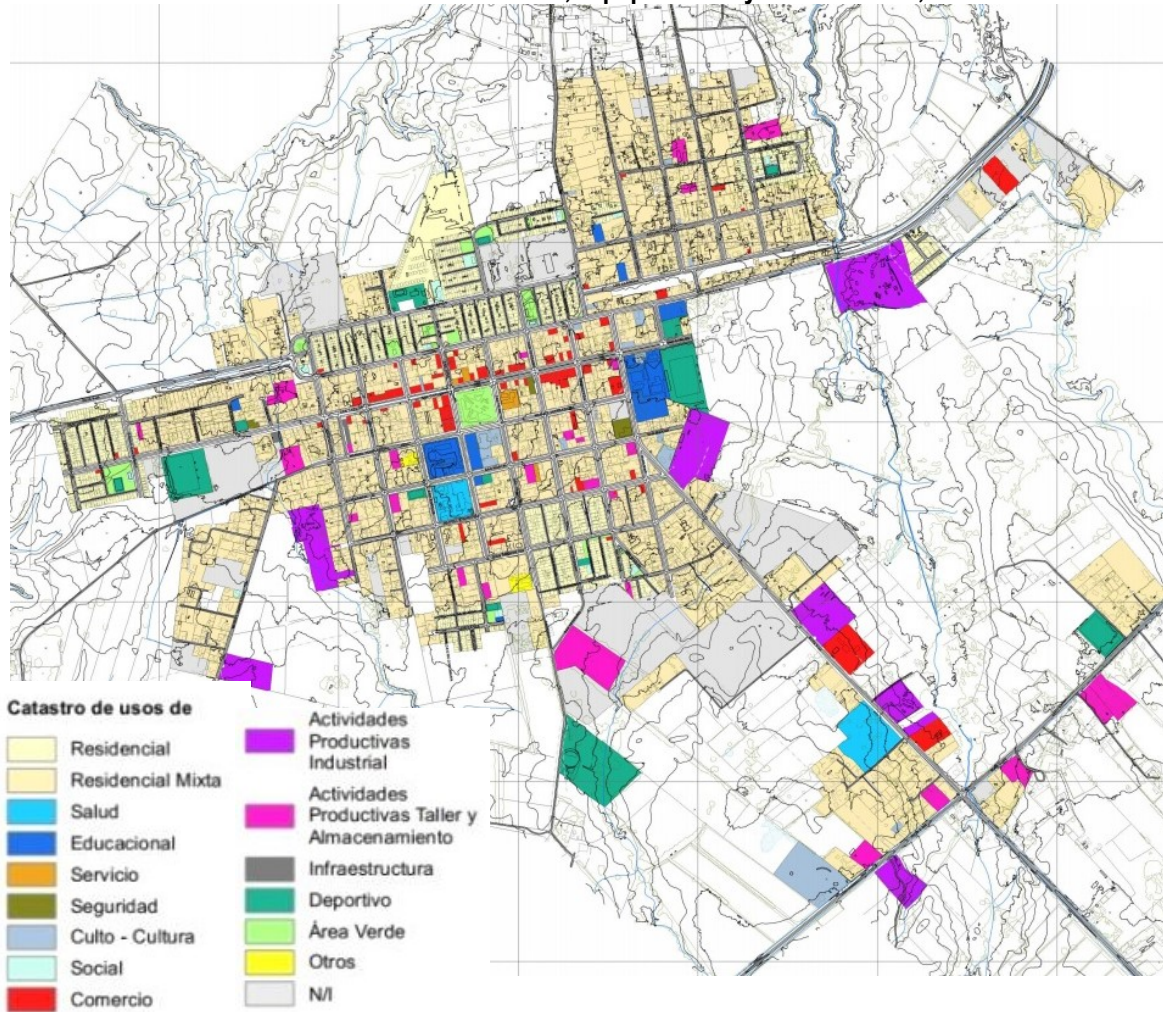 Catastro de usos de
Residencial
Residencial Mixta
Salud
Educacional
Servicio
Seguridad
Culto - Cultura
Social
Comercio
Actividades
Productivas
Industrial
Actividades
Productivas Taller y
Almacenamiento
Infraestructura
Deportivo
Área Verde
Otros
N/I